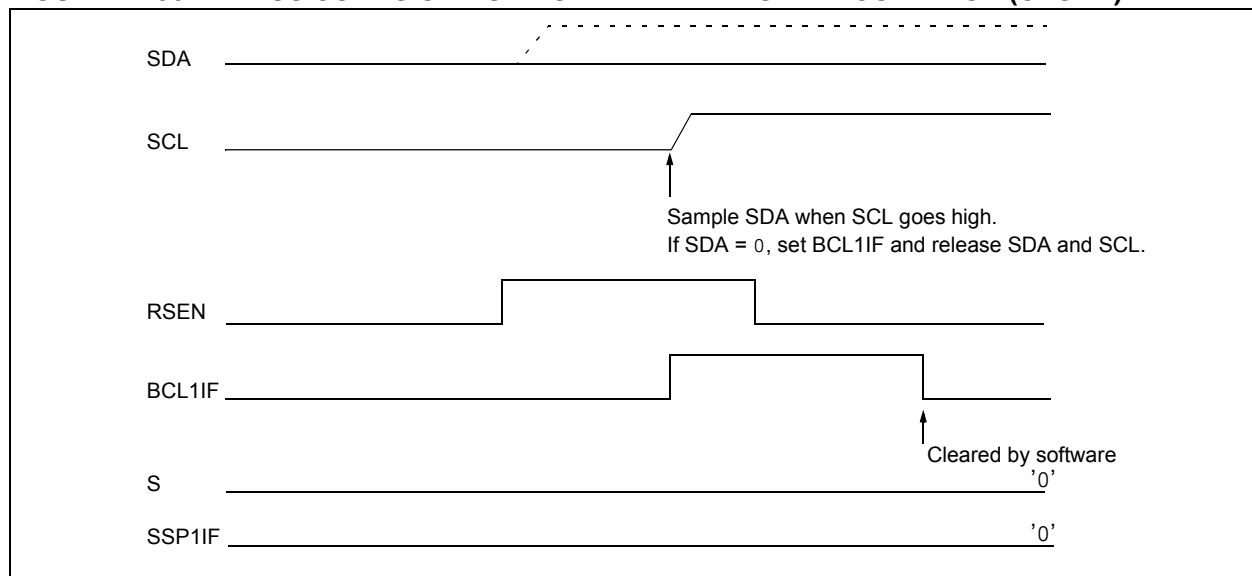 SDA
SCL
Sample SDA when SCL goes high.
If SDA = 0, set BCL1IF and release SDA and SCL.
RSEN
BCL1IF
Cleared by software
S
'0'
SSP1IF
'0'